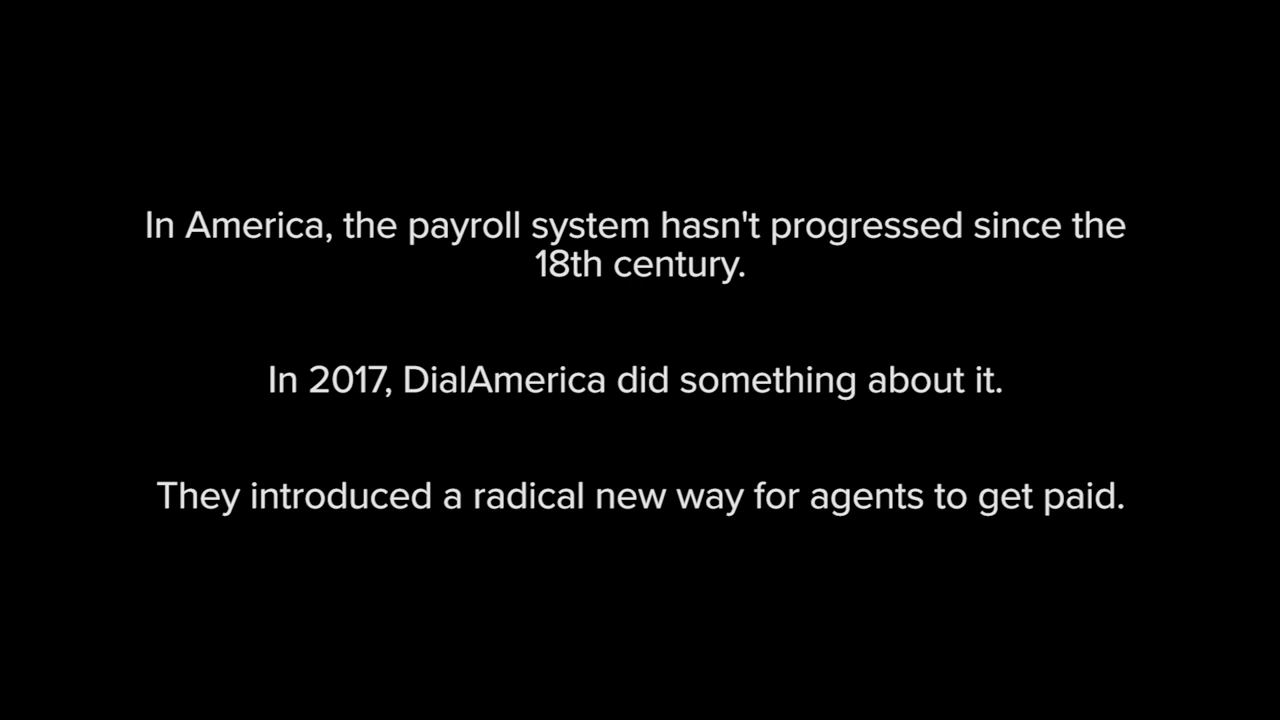 In America, the payroll system hasn't progressed since the
18th century.
In 2017, DialAmerica did something about it.
They introduced a radical new way for agents to get paid.